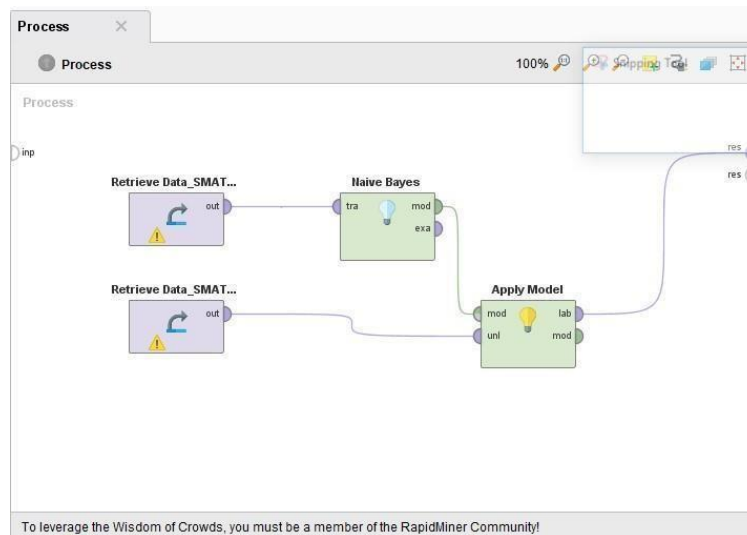 Process
Process
100%
Snipping Tool
Process
inp
res
res
Retrieve Data_SMAT...
out
Naive Bayes
tra
mod
exa
Retrieve Data_SMAT...
out
Apply Model
mod
lab
unl
mod
To leverage the Wisdom of Crowds, you must be a member of the RapidMiner Community!